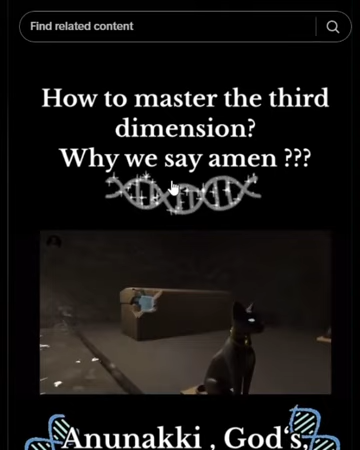 Find related content
How to master the third
dimension?
Why we say amen ???
Anunakki , God‘s,